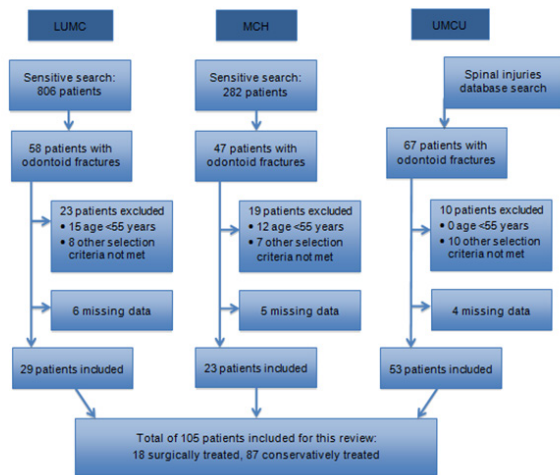 LUMC
MCH
UMCU
Sensitive search:
806 patients
Sensitive search:
282 patients
Spinal injuries
database search
58 patients with
odontoid fractures
47 patients with
odontoid fractures
67 patients with
odontoid fractures
23 patients excluded
• 15 age <55 years
• 8 other selection
criteria not met
19 patients excluded
• 12 age <55 years
• 7 other selection
criteria not met
10 patients excluded
• 0 age <55 years
• 10 other selection
criteria not met
6 missing data
5 missing data
4 missing data
29 patients included
23 patients included
53 patients included
Total of 105 patients included for this review:
18 surgically treated, 87 conservatively treated